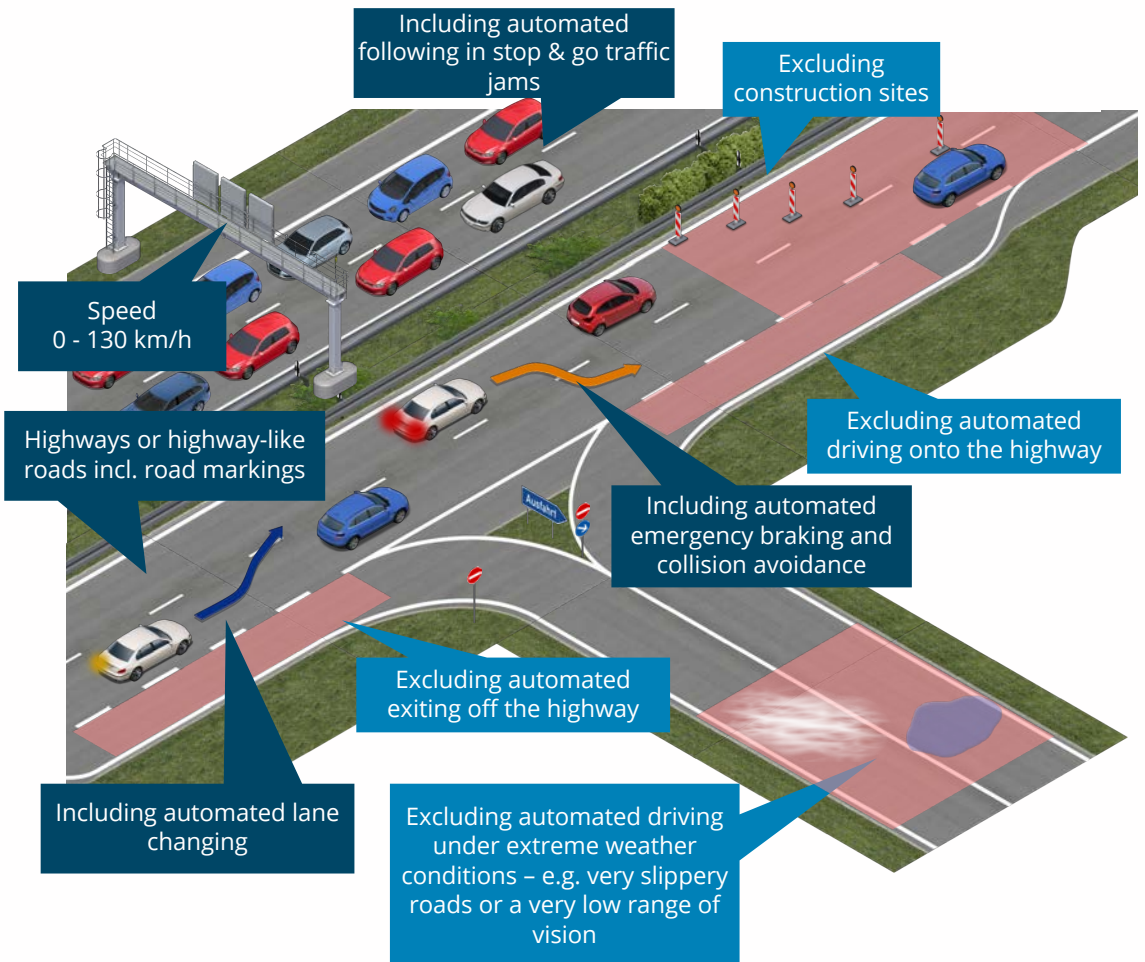 Including automated
following in stop & go traffic
jams
Excluding
construction sites
Speed
0 - 130 km/h
Highways or highway-like
roads incl. road markings
Excluding automated
driving onto the highway
Ausfahrt
Including automated
emergency braking and
collision avoidance
Excluding automated
exiting off the highway
Including automated lane
changing
Excluding automated driving
under extreme weather
conditions – e.g. very slippery
roads or a very low range of
vision